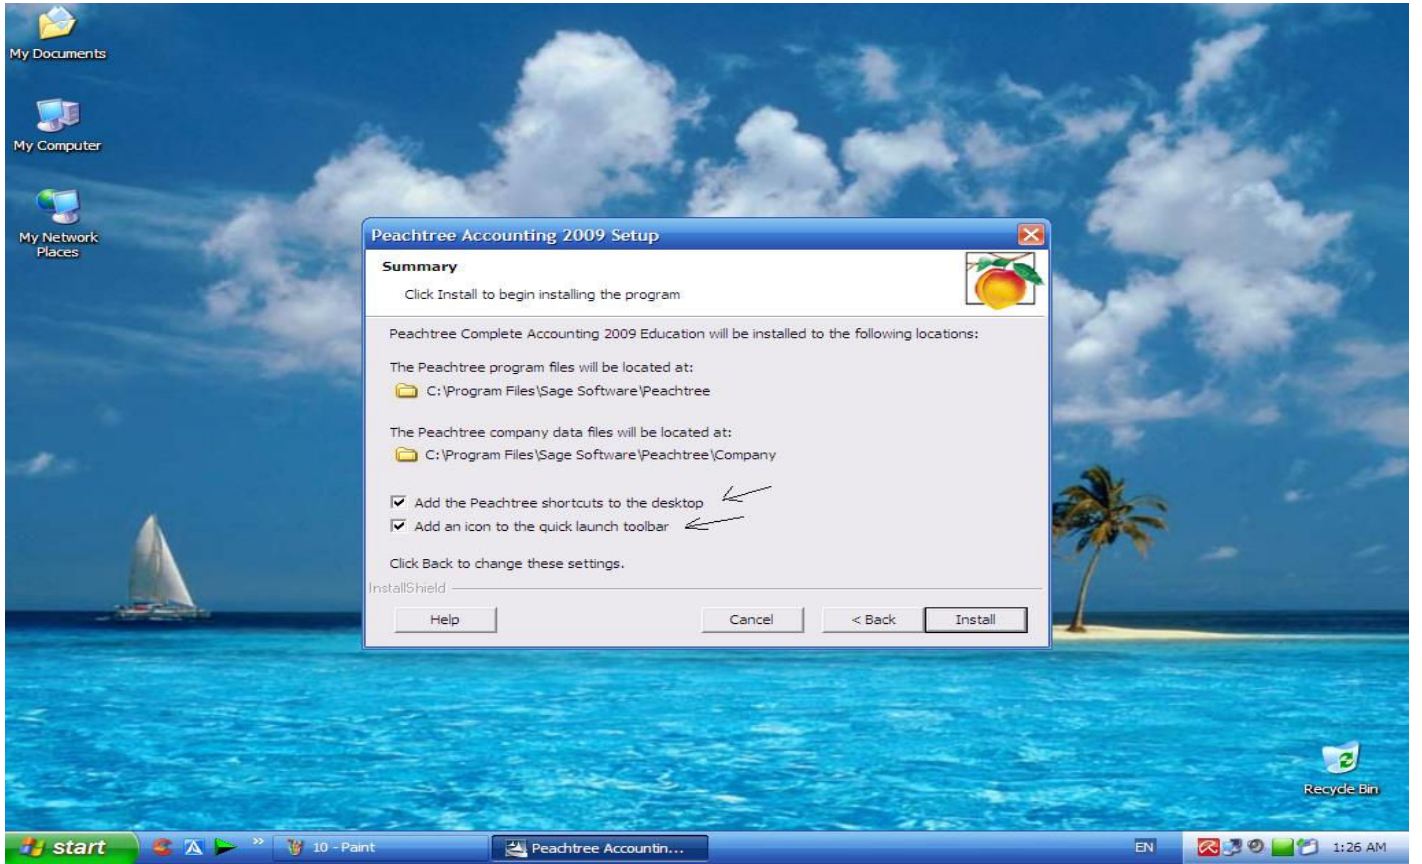 My Documents
My Computer
My Network
Places
Peachtree Accounting 2009 Setup
Summary
Click Install to begin installing the program
Peachtree Complete Accounting 2009 Education will be installed to the following locations:
The Peachtree program files will be located at:
C:\Program Files\Sage Software\Peachtree
The Peachtree company data files will be located at:
C:\Program Files\Sage Software\Peachtree\Company
Add the Peachtree shortcuts to the desktop
Add an icon to the quick launch toolbar
Click Back to change these settings.
InstallShield
Help
Cancel
< Back
Install
Recycle Bin
start
10 - Paint
Peachtree Accountin...
EN
1:26 AM